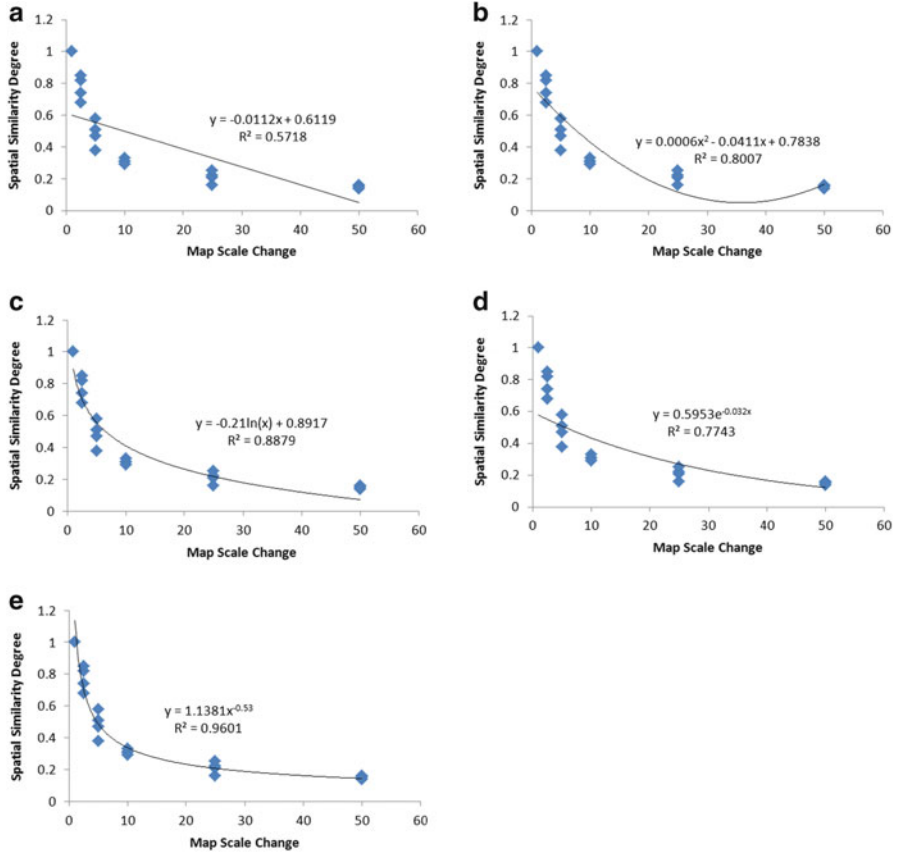 a
1.2
1
0.8
0.6
0.4
0.2
0
Spatial Similarity Degree
y = -0.0112x + 0.6119
R² = 0.5718
0 10 20 30 40 50 60
Map Scale Change
b
1.2
1
0.8
0.6
0.4
0.2
0
Spatial Similarity Degree
y = 0.0006x² - 0.0411x + 0.7838
R² = 0.8007
0 10 20 30 40 50 60
Map Scale Change
c
1.2
1
0.8
0.6
0.4
0.2
0
Spatial Similarity Degree
y = -0.21ln(x) + 0.8917
R² = 0.8879
0 10 20 30 40 50 60
Map Scale Change
d
1.2
1
0.8
0.6
0.4
0.2
0
Spatial Similarity Degree
y = 0.5953e^-0.032x
R² = 0.7743
0 10 20 30 40 50 60
Map Scale Change
e
1.2
1
0.8
0.6
0.4
0.2
0
Spatial Similarity Degree
y = 1.1381x^-0.53
R² = 0.9601
0 10 20 30 40 50 60
Map Scale Change